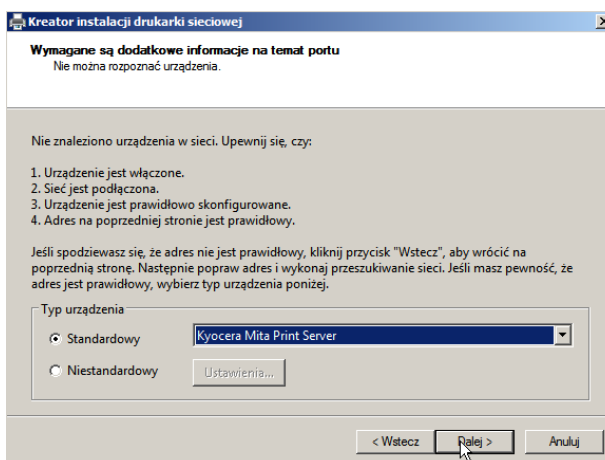 Kreator instalacji drukarki sieciowej
Wymagane są dodatkowe informacje na temat portu
Nie można rozpoznać urządzenia.
Nie znaleziono urządzenia w sieci. Upewnij się, czy:
1. Urządzenie jest włączone.
2. Sieć jest podłączona.
3. Urządzenie jest prawidłowo skonfigurowane.
4. Adres na poprzedniej stronie jest prawidłowy.
Jeśli spodziewasz się, że adres nie jest prawidłowy, kliknij przycisk "Wstecz", aby wrócić na
poprzednią stronę. Następnie popraw adres i wykonaj przeszukiwanie sieci. Jeśli masz pewność, że
adres jest prawidłowy, wybierz typ urządzenia poniżej.
Typ urządzenia
Standardowy Kyocera Mita Print Server
Niestandardowy Ustawienia...
< Wstecz Dalej > Anuluj